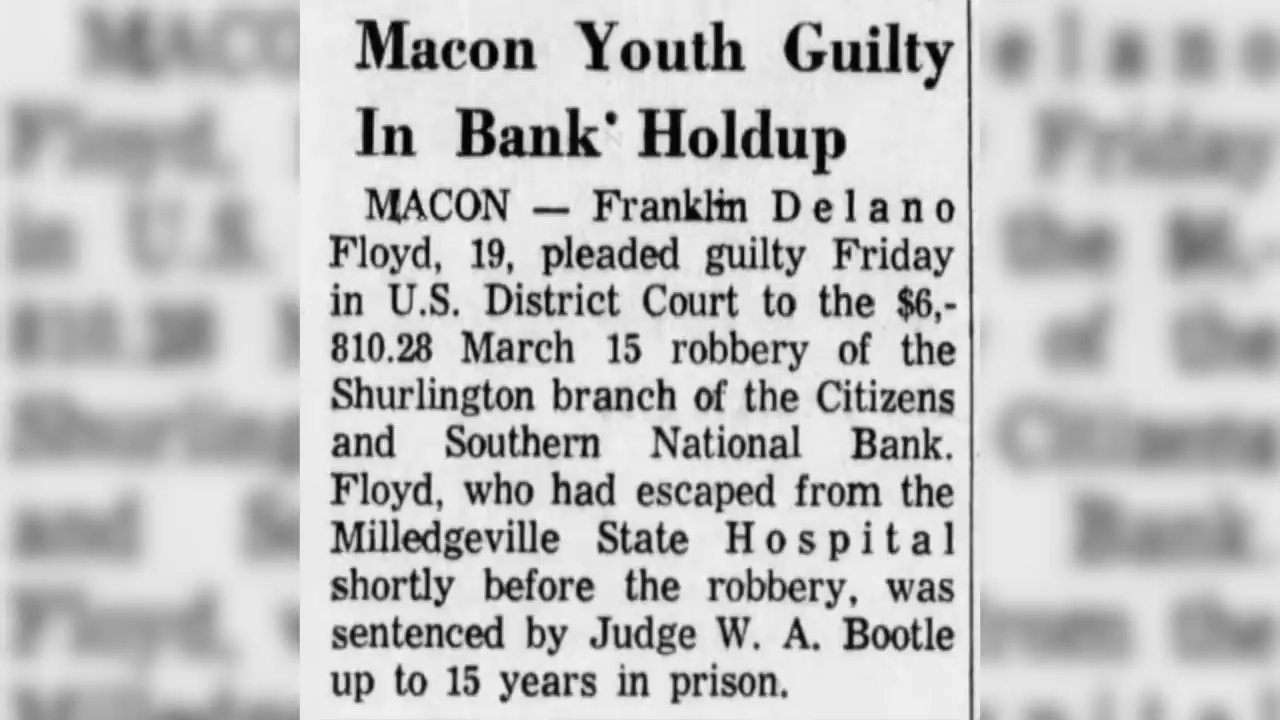 Macon Youth Guilty
In Bank Holdup
MACON — Franklin Delano
Floyd, 19, pleaded guilty Friday
in U.S. District Court to the $6,-
810.28 March 15 robbery of the
Shurlington branch of the Citizens
and Southern National Bank.
Floyd, who had escaped from the
Milledgeville State Hospital
shortly before the robbery, was
sentenced by Judge W. A. Bootle
up to 15 years in prison.